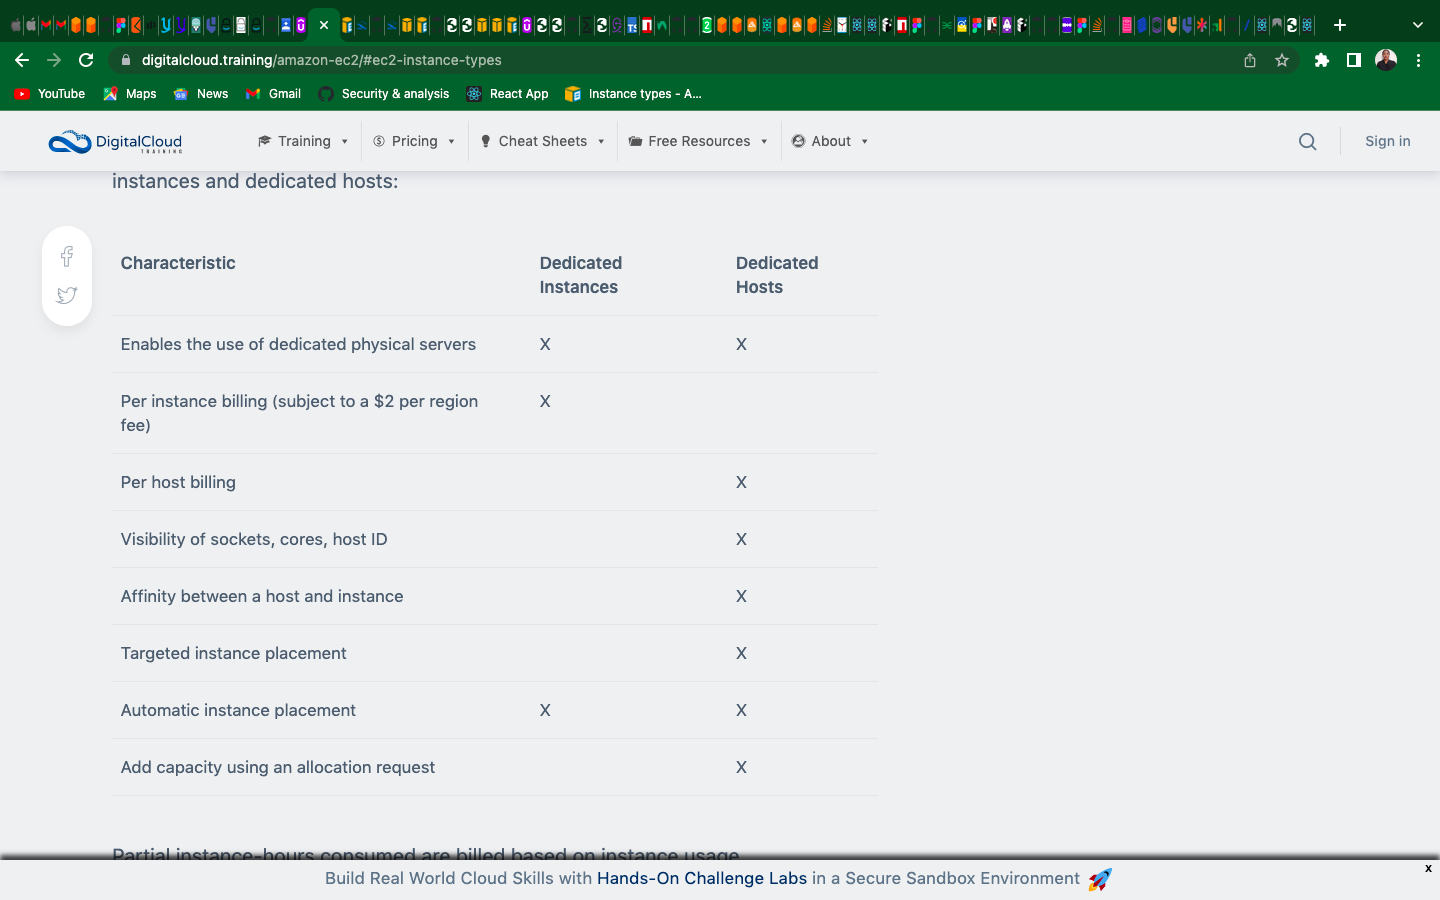 digitalcloud.training/amazon-ec2/#ec2-instance-types
YouTube Maps News Gmail Security & analysis React App Instance types - A...
DigitalCloud
TRAINING
Training Pricing Cheat Sheets Free Resources About Sign in
instances and dedicated hosts:
Characteristic Dedicated Instances Dedicated Hosts
Enables the use of dedicated physical servers X X
Per instance billing (subject to a $2 per region X
fee)
Per host billing X
Visibility of sockets, cores, host ID X
Affinity between a host and instance X
Targeted instance placement X
Automatic instance placement X X
Add capacity using an allocation request X
Partial instance-hours consumed are billed based on instance usage
Build Real World Cloud Skills with Hands-On Challenge Labs in a Secure Sandbox Environment
x